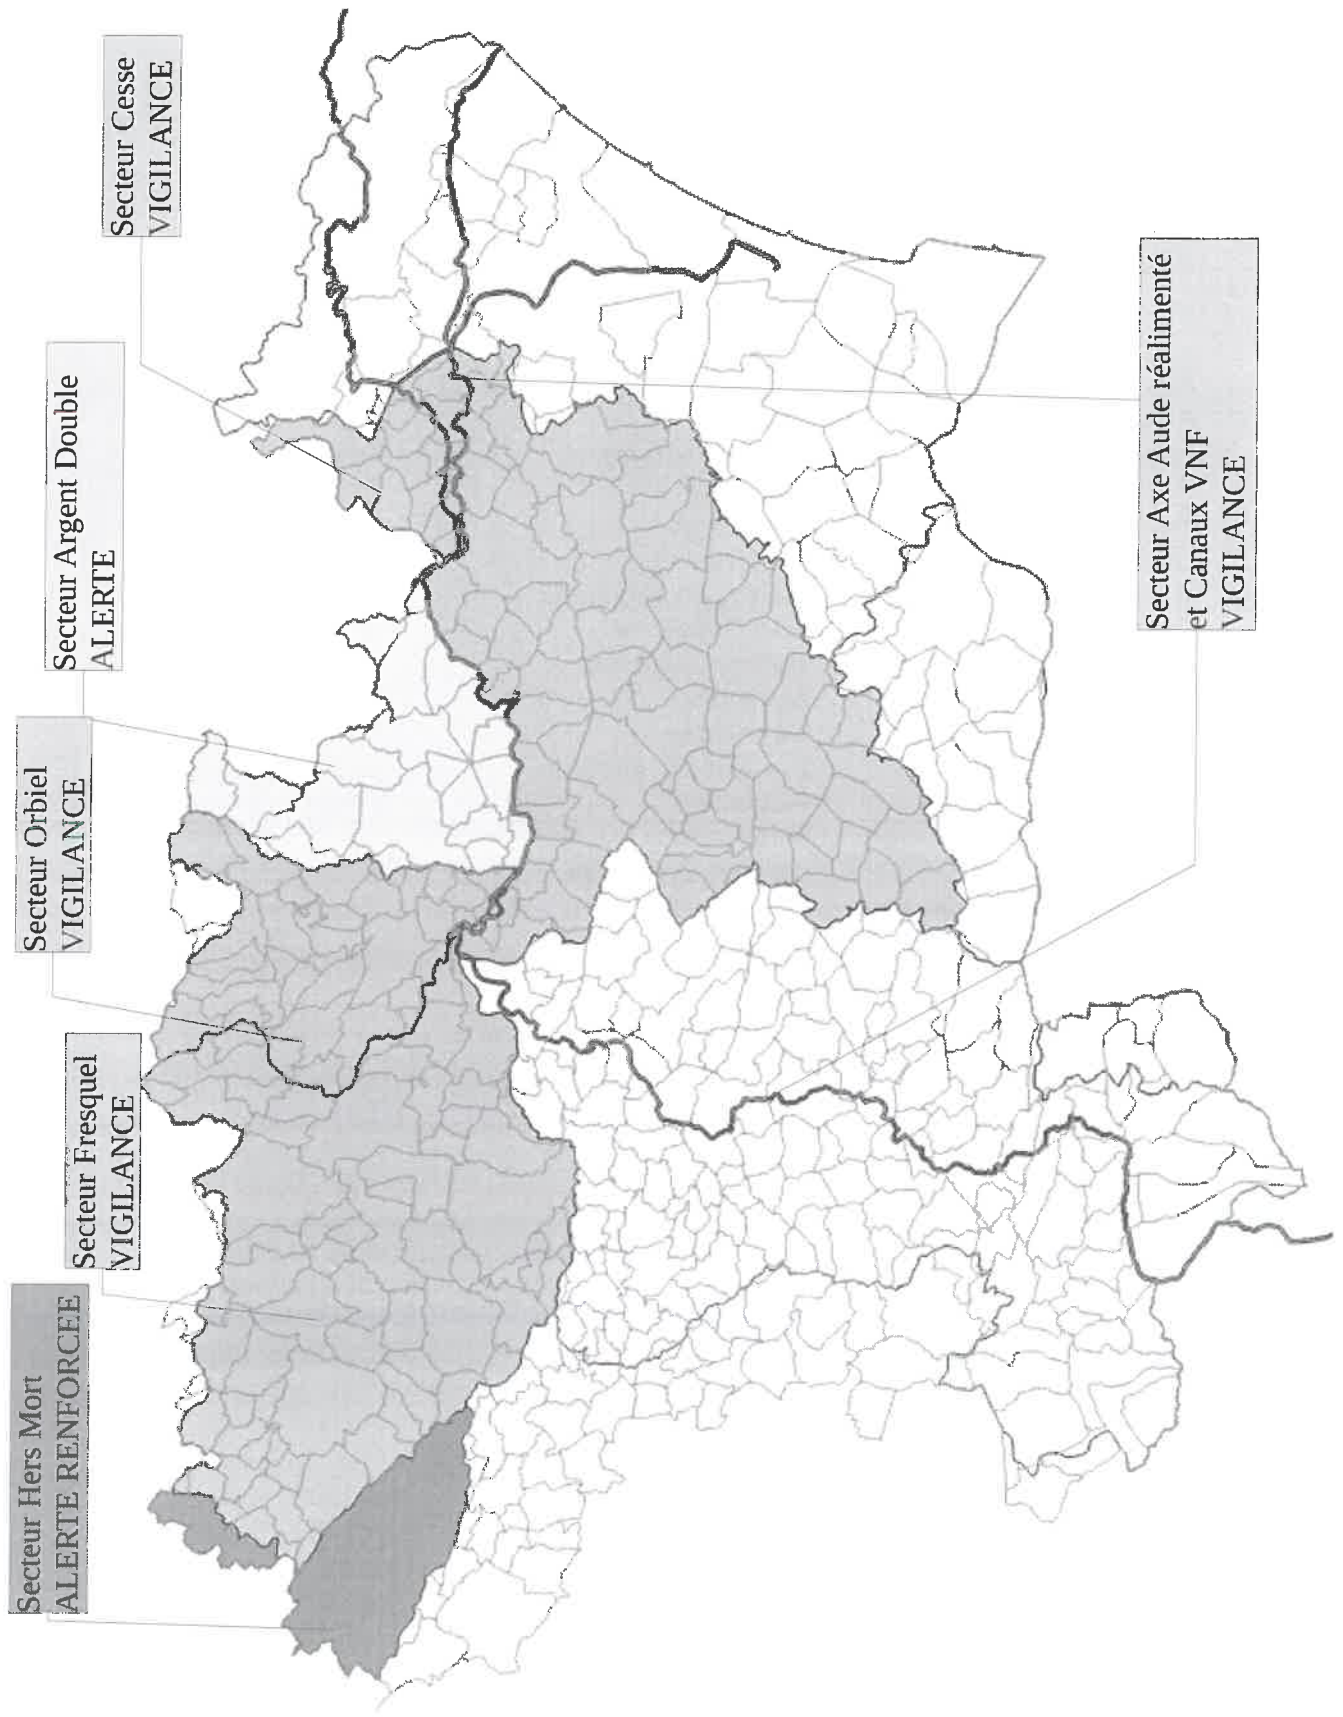 Secteur Hers Mort
ALERTE RENFORCEE
Secteur Fresquel
VIGILANCE
Secteur Orbiel
VIGILANCE
Secteur Argent Double
ALERTE
Secteur Cesse
VIGILANCE
Secteur Axe Aude réalimenté
et Canaux VNF
VIGILANCE